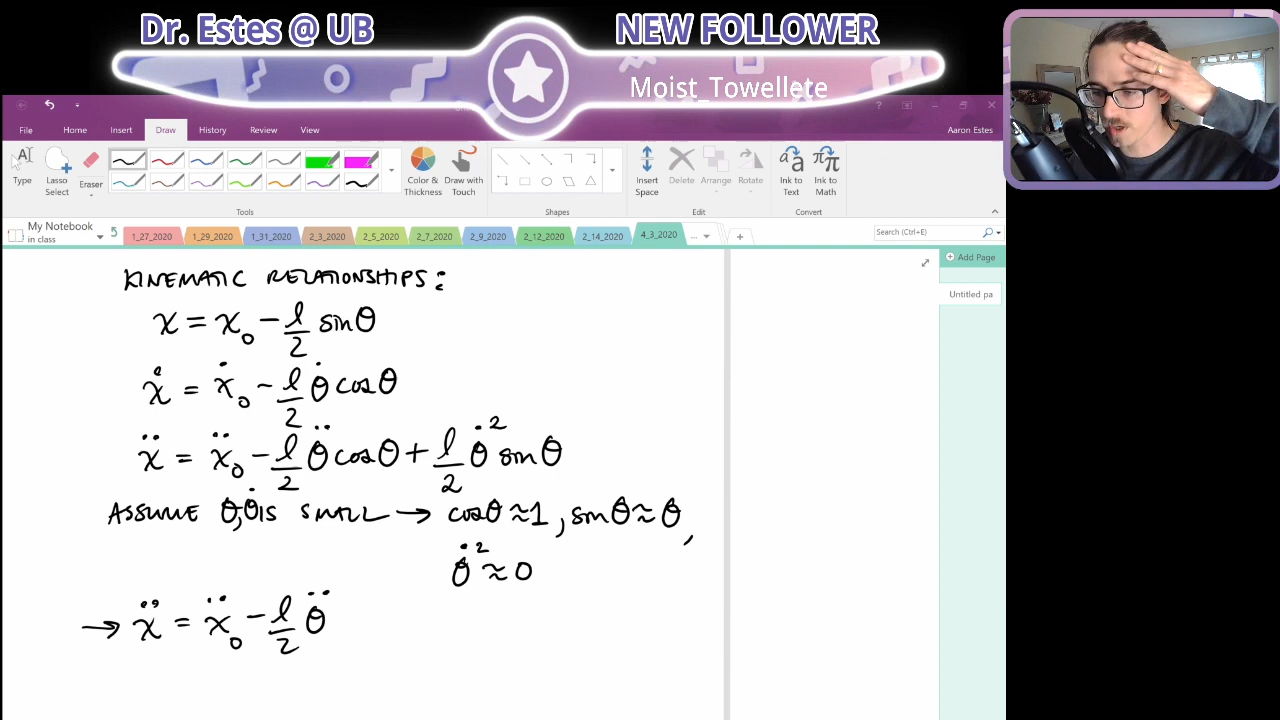 Dr. Estes @ UB
NEW FOLLOWER
Moist_Towellete
File Home Insert Draw History Review View
Aaron Estes
Type
Lasso Select
Eraser
Color & Thickness
Draw with Touch
Insert Space
Delete
Arrange
Rotate
Ink to Text
Ink to Math
Tools
Shapes
Edit
Convert
My Notebook
in class
1_27_2020 1_29_2020 1_31_2020 2_3_2020 2_5_2020 2_7_2020 2_9_2020 2_12_2020 2_14_2020 4_3_2020 ...
Search (Ctrl+E)
Add Page
Untitled pa
KINEMATIC RELATIONSHIPS:
x = x₀ − l/2 sinθ
ẋ = ẋ₀ − l/2 θ̇ cosθ
ẍ = ẍ₀ − l/2 θ̈ cosθ + l/2 θ̇² sinθ
ASSUME θ,θ̇ IS SMALL → cosθ ≈ 1, sinθ ≈ θ,
θ̇² ≈ 0
→ ẍ = ẍ₀ − l/2 θ̈